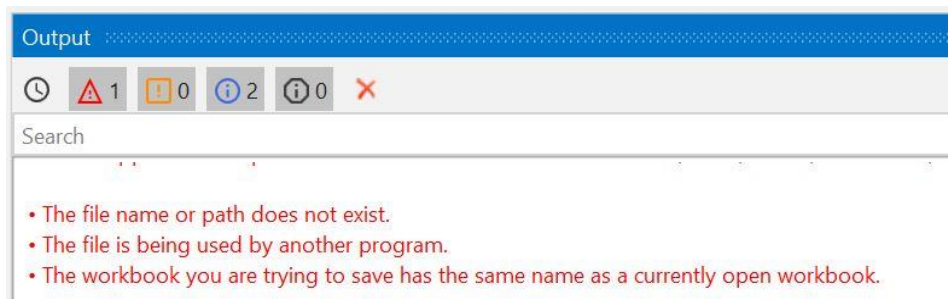 Output
1 0 2 0
Search
• The file name or path does not exist.
• The file is being used by another program.
• The workbook you are trying to save has the same name as a currently open workbook.